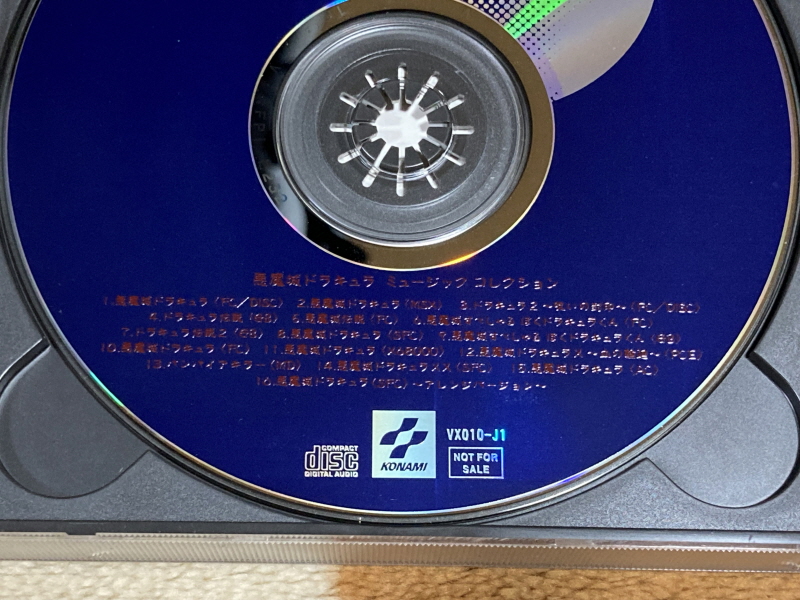 悪魔城ドラキュラ ミュージック コレクション
1.悪魔城ドラキュラ〈FC/DISC〉 2.悪魔城ドラキュラ〈MSX〉 3.ドラキュラ2〜呪いの封印〜〈FC/DISC〉
4.ドラキュラ伝説〈GB〉 5.悪魔城伝説〈FC〉 6.悪魔城すぺしゃる ぼくドラキュラくん〈FC〉
7.ドラキュラ伝説2〈GB〉 8.悪魔城ドラキュラ〈SFC〉 9.悪魔城すぺしゃる ぼくドラキュラくん〈GB〉
10.悪魔城ドラキュラ〈FC〉 11.悪魔城ドラキュラ〈X68000〉 12.悪魔城ドラキュラX〜血の輪廻〜〈PCE〉
13.バンパイアキラー〈MD〉 14.悪魔城ドラキュラXX〈SFC〉 15.悪魔城ドラキュラ〈AC〉
16.悪魔城ドラキュラ〈SFC〉〜アレンジバージョン〜
COMPACT
disc
DIGITAL AUDIO
KONAMI
VX010-J1
NOT FOR
SALE